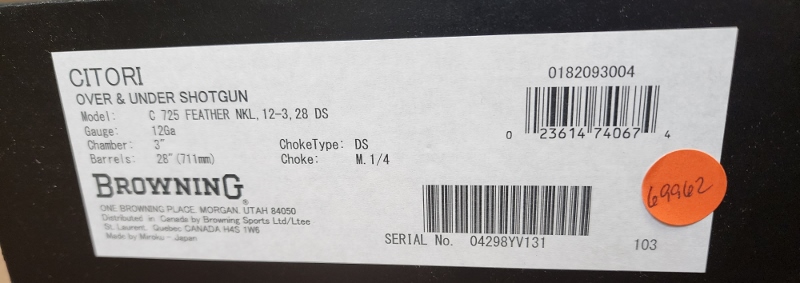 CITORI
OVER & UNDER SHOTGUN
Model: C 725 FEATHER NKL, 12-3, 28 DS
Gauge: 12Ga
Chamber: 3" ChokeType: DS
Barrels: 28"(711mm) Choke: M.1/4
BROWNING®
ONE BROWNING PLACE, MORGAN, UTAH 84050
Distributed in Canada by Browning Sports Ltd/Ltee
St. Laurent, Quebec CANADA H4S 1W6
Made by Miroku - Japan
0182093004
0 23614 74067 4
69962
SERIAL No. 04298YV131
103